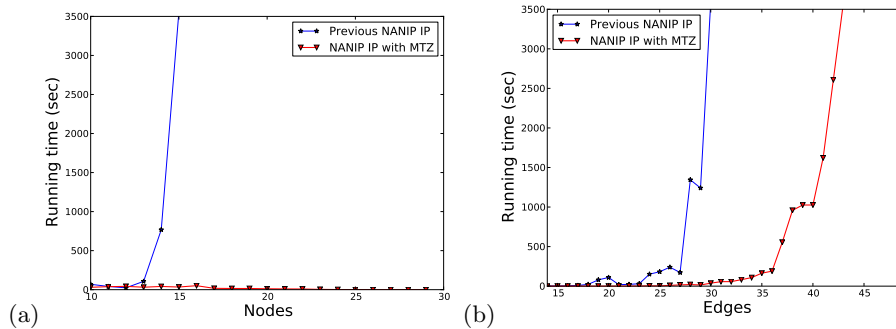 3500
3000
2500
2000
1500
1000
500
0
10
15
20
25
30
Running time (sec)
Nodes
Previous NANIP IP
NANIP IP with MTZ
(a)
3500
3000
2500
2000
1500
1000
500
0
15
20
25
30
35
40
45
Running time (sec)
Edges
Previous NANIP IP
NANIP IP with MTZ
(b)